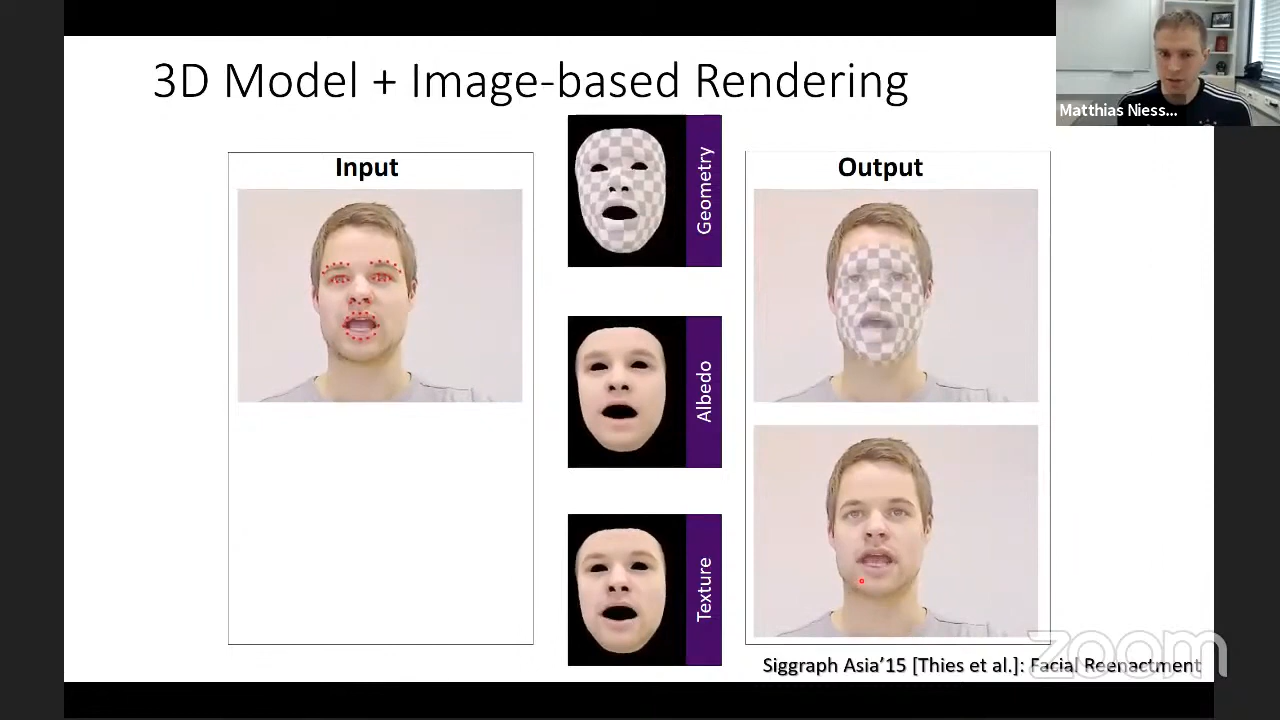 3D Model + Image-based Rendering
Matthias Niess...
Input
Geometry
Output
Albedo
Texture
zoom
Siggraph Asia'15 [Thies et al.]: Facial Reenactment